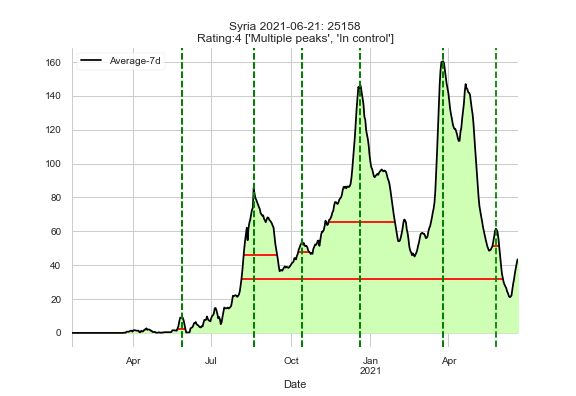 Syria 2021-06-21: 25158
Rating:4 ['Multiple peaks', 'In control']
Average-7d
160
140
120
100
80
60
40
20
0
Apr
Jul
Oct
Jan
2021
Apr
Date